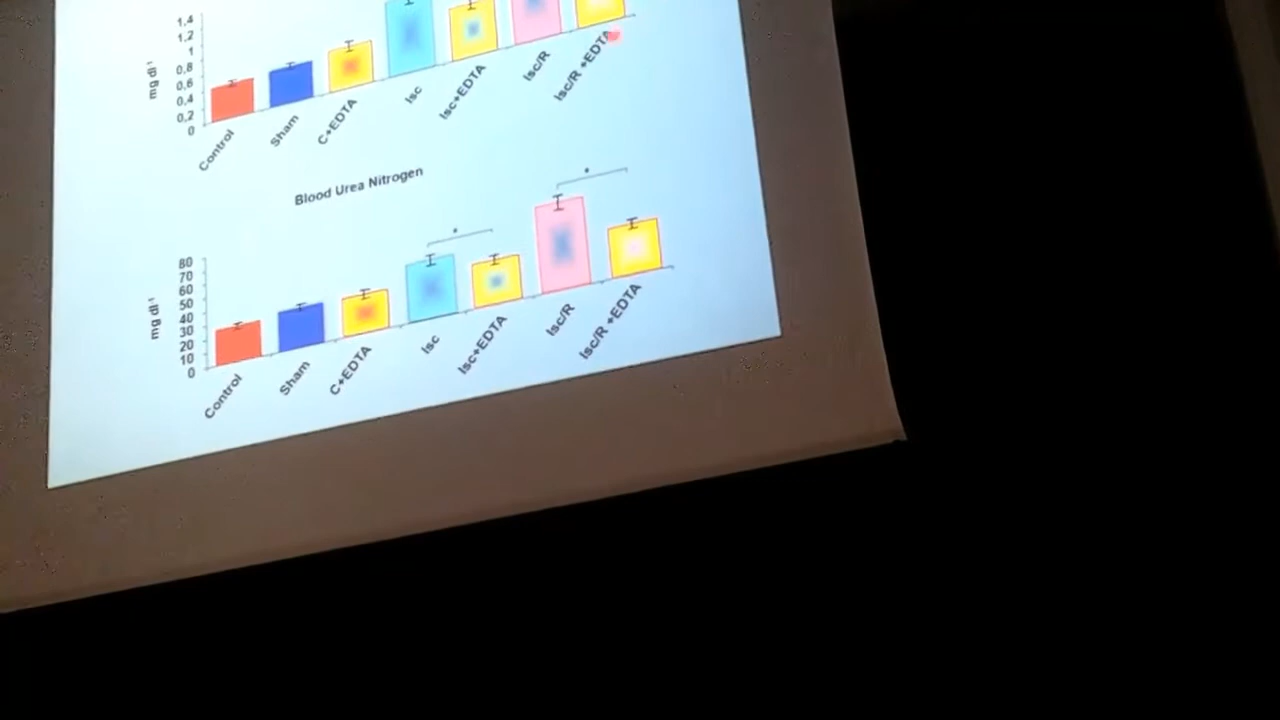 1,4
1,2
1
0,8
0,6
0,4
0,2
0
mg dl⁻¹
Control
Sham
C+EDTA
Isc
Isc+EDTA
Isc/R
Isc/R +EDTA
Blood Urea Nitrogen
*
*
80
70
60
50
40
30
20
10
0
mg dl⁻¹
Control
Sham
C+EDTA
Isc
Isc+EDTA
Isc/R
Isc/R +EDTA